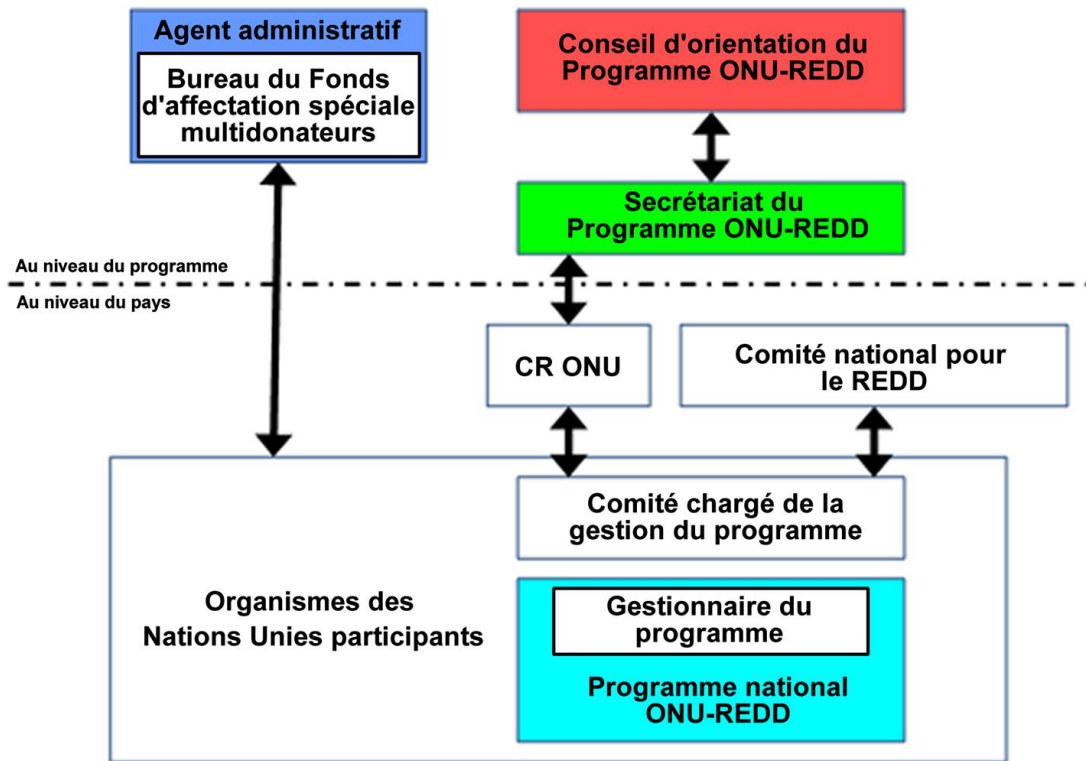 Agent administratif
Bureau du Fonds
d'affectation spéciale
multidonateurs
Conseil d'orientation du
Programme ONU-REDD
Secrétariat du
Programme ONU-REDD
Au niveau du programme
Au niveau du pays
CR ONU
Comité national pour
le REDD
Comité chargé de la
gestion du programme
Organismes des
Nations Unies participants
Gestionnaire du
programme
Programme national
ONU-REDD